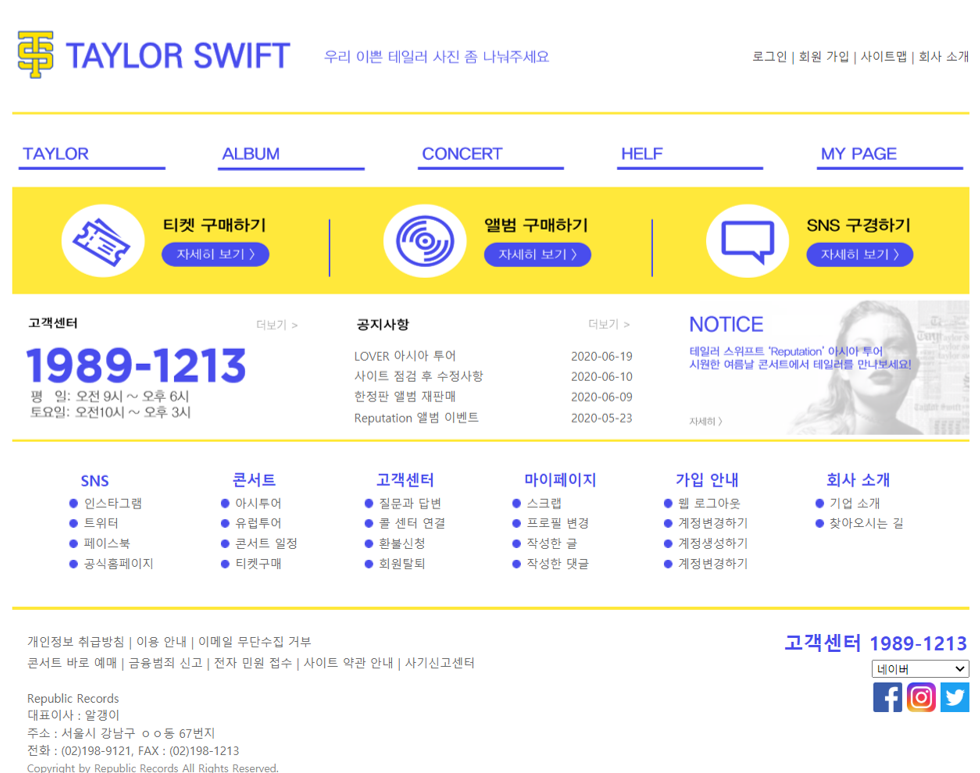 TS
TAYLOR SWIFT
우리 이쁜 테일러 사진 좀 나눠주세요
로그인 | 회원 가입 | 사이트맵 | 회사 소개
TAYLOR
ALBUM
CONCERT
HELF
MY PAGE
티켓 구매하기
자세히 보기 〉
앨범 구매하기
자세히 보기 〉
SNS 구경하기
자세히 보기 〉
고객센터
더보기 >
1989-1213
평 일: 오전 9시 ~ 오후 6시
토요일: 오전10시 ~ 오후 3시
공지사항
더보기 >
LOVER 아시아 투어 2020-06-19
사이트 점검 후 수정사항 2020-06-10
한정판 앨범 재판매 2020-06-09
Reputation 앨범 이벤트 2020-05-23
NOTICE
테일러 스위프트 'Reputation' 아시아 투어
시원한 여름날 콘서트에서 테일러를 만나보세요!
자세히 〉
SNS
인스타그램
트위터
페이스북
공식홈페이지
콘서트
아시투어
유럽투어
콘서트 일정
티켓구매
고객센터
질문과 답변
콜 센터 연결
환불신청
회원탈퇴
마이페이지
스크랩
프로필 변경
작성한 글
작성한 댓글
가입 안내
웹 로그아웃
계정변경하기
계정생성하기
계정변경하기
회사 소개
기업 소개
찾아오시는 길
개인정보 취급방침 | 이용 안내 | 이메일 무단수집 거부
콘서트 바로 예매 | 금융범죄 신고 | 전자 민원 접수 | 사이트 약관 안내 | 사기신고센터
고객센터 1989-1213
네이버
Republic Records
대표이사 : 알갱이
주소 : 서울시 강남구 ㅇㅇ동 67번지
전화 : (02)198-9121, FAX : (02)198-1213
Copyright by Republic Records All Rights Reserved.